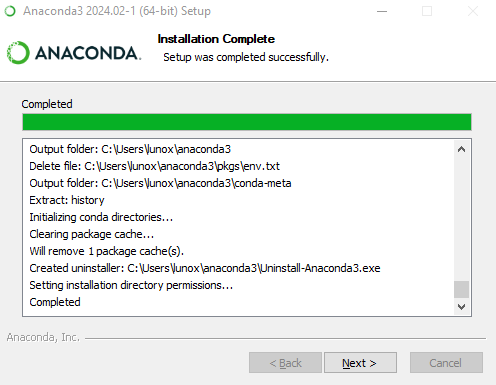 Anaconda3 2024.02-1 (64-bit) Setup
ANACONDA.
Installation Complete
Setup was completed successfully.
Completed
Output folder: C:\Users\lunox\anaconda3
Delete file: C:\Users\lunox\anaconda3\pkgs\env.txt
Output folder: C:\Users\lunox\anaconda3\conda-meta
Extract: history
Initializing conda directories...
Clearing package cache...
Will remove 1 package cache(s).
Created uninstaller: C:\Users\lunox\anaconda3\Uninstall-Anaconda3.exe
Setting installation directory permissions...
Completed
Anaconda, Inc.
< Back
Next >
Cancel